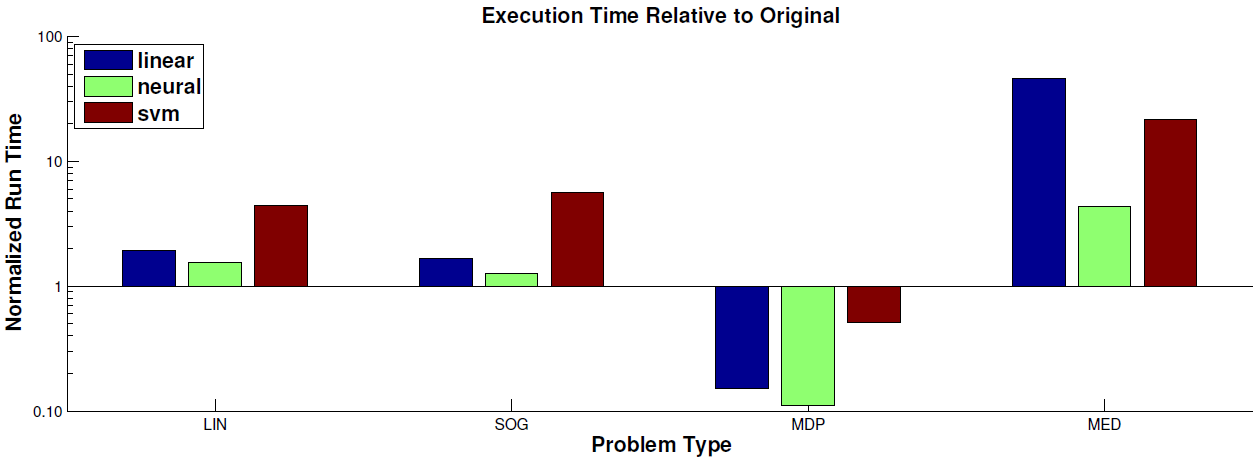 Execution Time Relative to Original
100
linear
neural
svm
10
1
0.10
Normalized Run Time
LIN SOG MDP MED
Problem Type